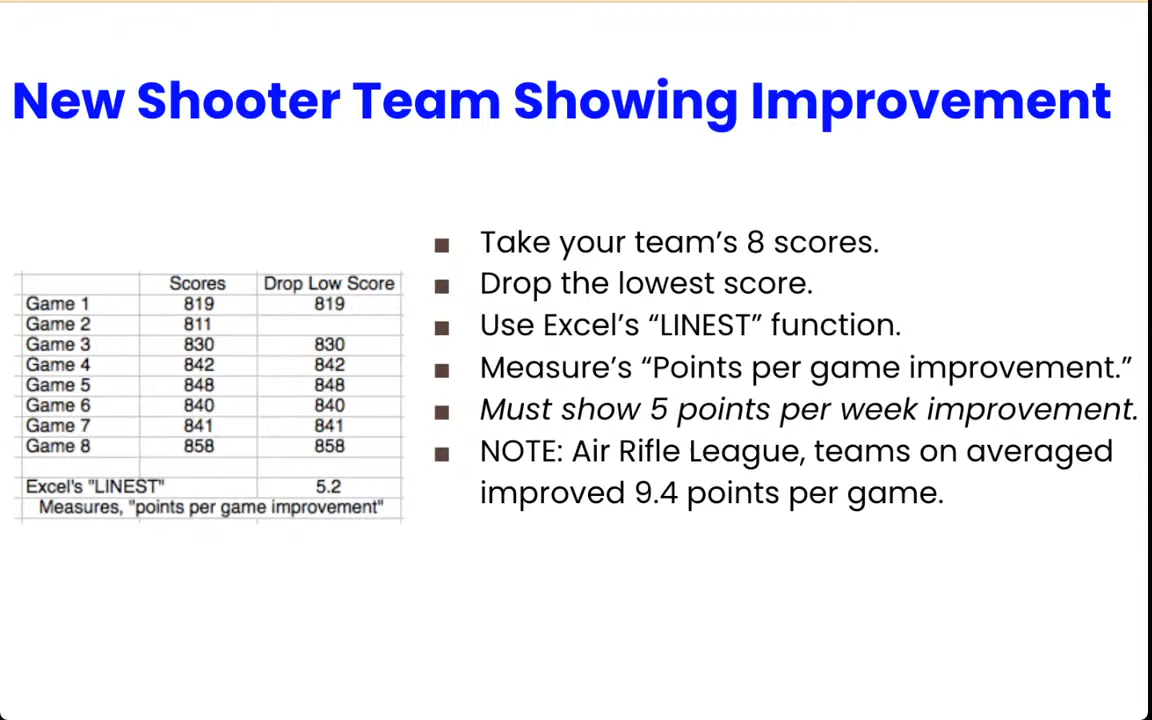 New Shooter Team Showing Improvement
Scores Drop Low Score
Game 1 819 819
Game 2 811
Game 3 830 830
Game 4 842 842
Game 5 848 848
Game 6 840 840
Game 7 841 841
Game 8 858 858
Excel's "LINEST" 5.2
Measures, "points per game improvement"
■ Take your team’s 8 scores.
■ Drop the lowest score.
■ Use Excel’s “LINEST” function.
■ Measure’s “Points per game improvement.”
■ Must show 5 points per week improvement.
■ NOTE: Air Rifle League, teams on averaged
improved 9.4 points per game.